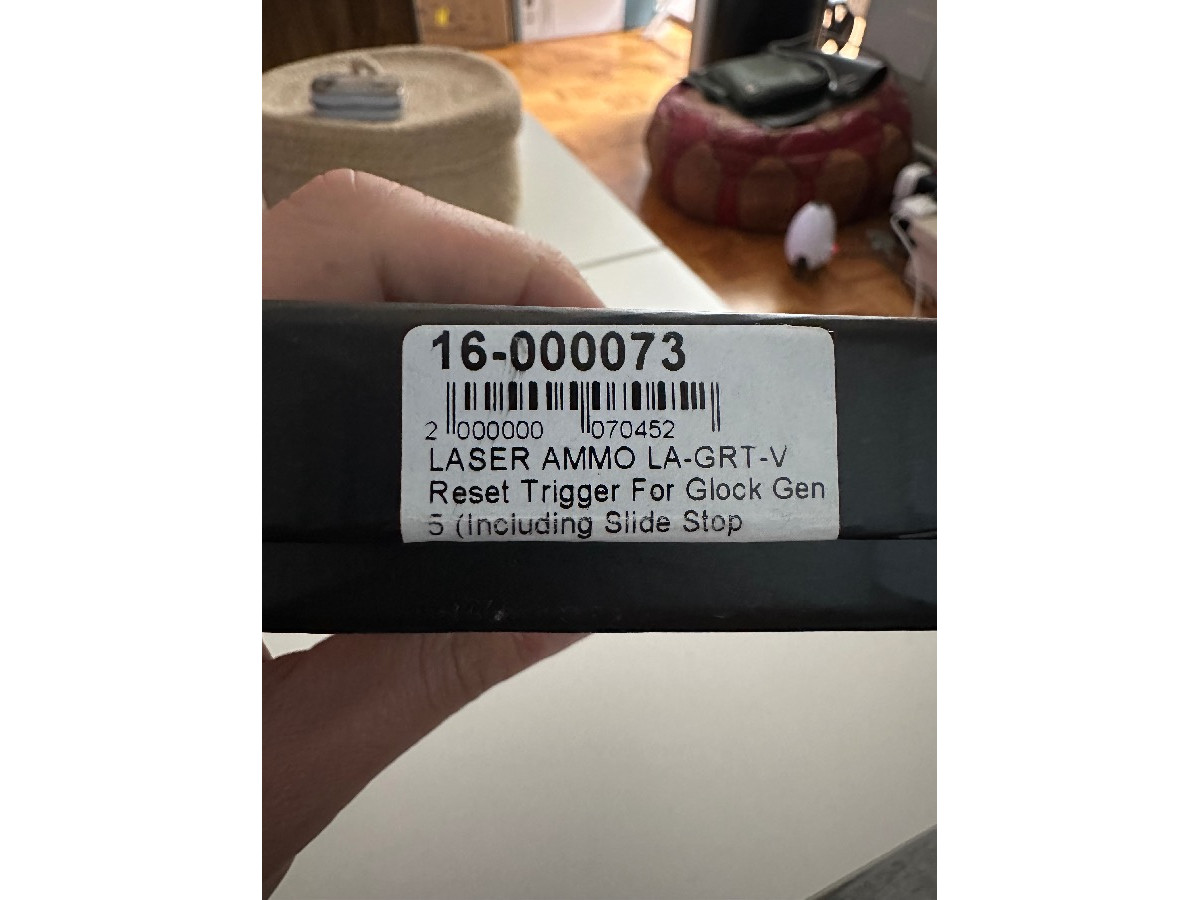 16-000073
2 000000 070452
LASER AMMO LA-GRT-V
Reset Trigger For Glock Gen
5 (Including Slide Stop